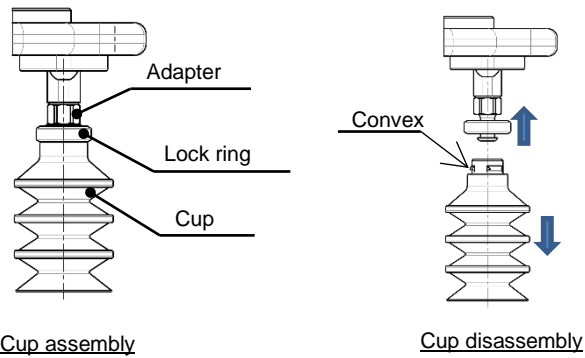 Adapter
Lock ring
Cup
Cup assembly
Convex
Cup disassembly